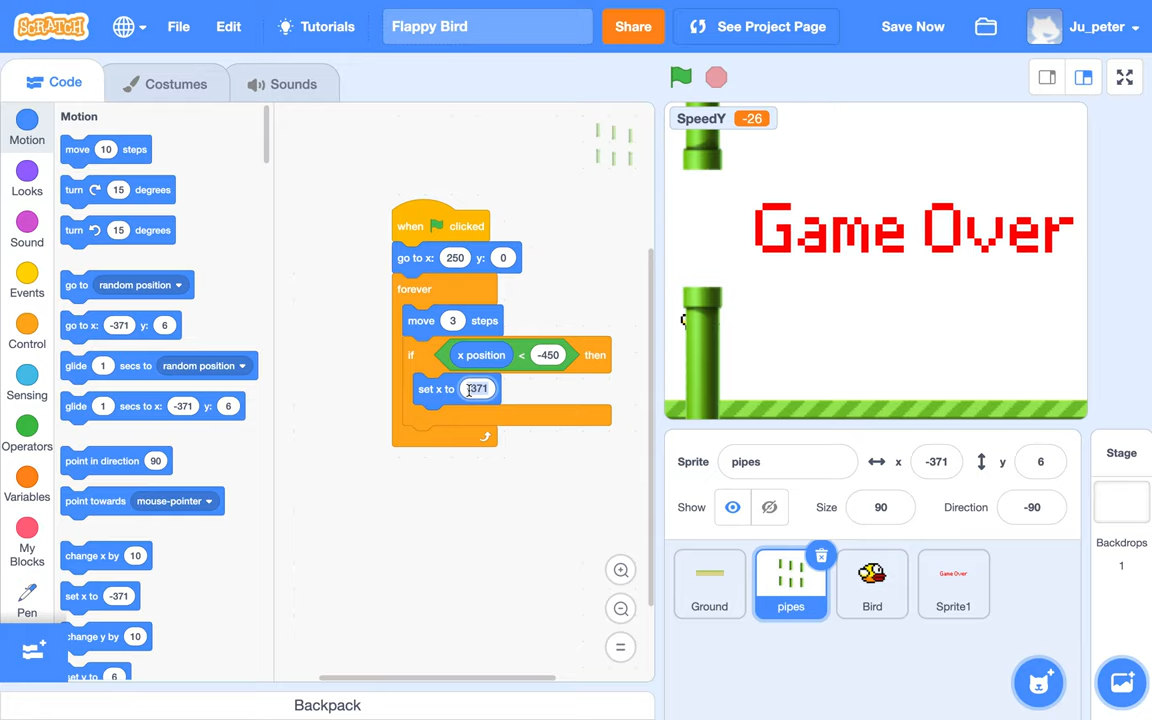 SCRATCH
File
Edit
Tutorials
Flappy Bird
Share
See Project Page
Save Now
Ju_peter
Code
Costumes
Sounds
Motion
Looks
Sound
Events
Control
Sensing
Operators
Variables
My
Blocks
Pen
Motion
move 10 steps
turn 15 degrees
turn 15 degrees
go to random position
go to x: -371 y: 6
glide 1 secs to random position
glide 1 secs to x: -371 y: 6
point in direction 90
point towards mouse-pointer
change x by 10
set x to -371
change y by 10
set y to 6
when clicked
go to x: 250 y: 0
forever
move 3 steps
if x position < -450 then
set x to -371
Backpack
SpeedY -26
Game Over
Sprite pipes x -371 y 6
Show Size 90 Direction -90
Ground
pipes
Bird
Game Over
Sprite1
Stage
Backdrops
1